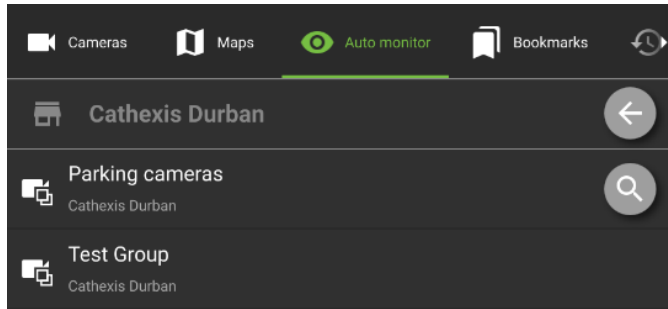 Cameras Maps Auto monitor Bookmarks
Cathexis Durban
Parking cameras
Cathexis Durban
Test Group
Cathexis Durban